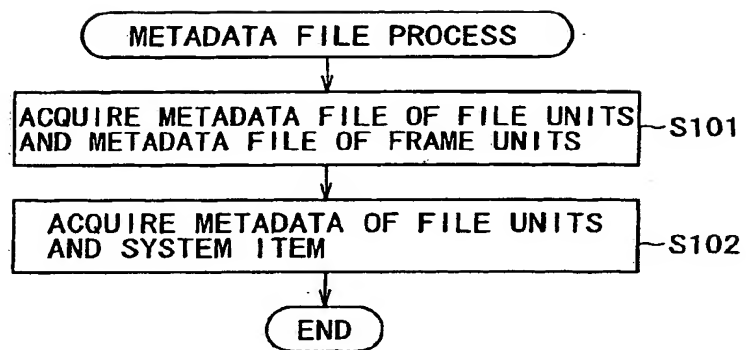 METADATA FILE PROCESS
ACQUIRE METADATA FILE OF FILE UNITS
AND METADATA FILE OF FRAME UNITS
S101
ACQUIRE METADATA OF FILE UNITS
AND SYSTEM ITEM
S102
END